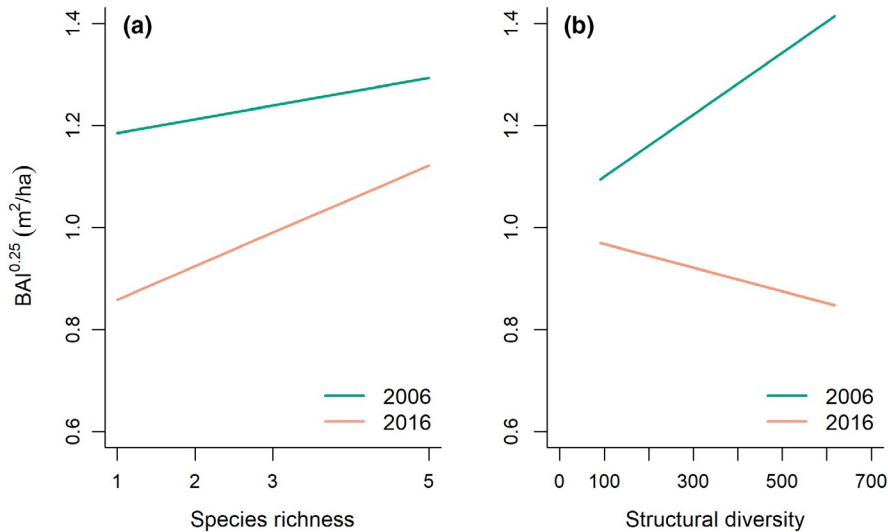 (a)
1.4
1.2
1.0
0.8
0.6
BAI^0.25 (m²/ha)
2006
2016
1 2 3 5
Species richness
(b)
1.4
1.2
1.0
0.8
0.6
2006
2016
0 100 300 500 700
Structural diversity